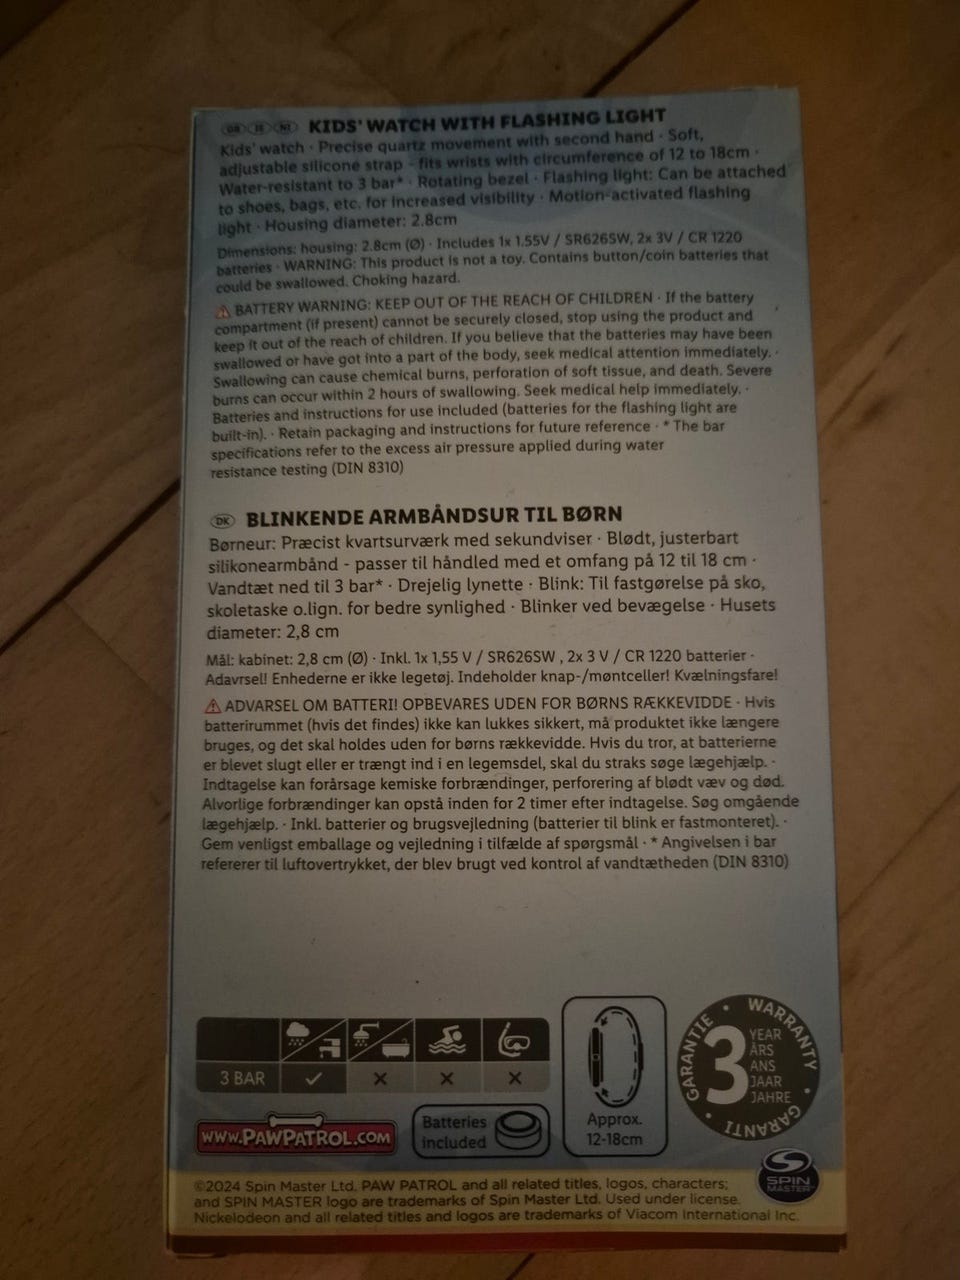 GB IE NI KIDS' WATCH WITH FLASHING LIGHT
Kids' watch · Precise quartz movement with second hand · Soft,
adjustable silicone strap - fits wrists with circumference of 12 to 18cm ·
Water-resistant to 3 bar* · Rotating bezel · Flashing light: Can be attached
to shoes, bags, etc. for increased visibility · Motion-activated flashing
light · Housing diameter: 2.8cm
Dimensions: housing: 2.8cm (Ø) · Includes 1x 1.55V / SR626SW, 2x 3V / CR 1220
batteries · WARNING: This product is not a toy. Contains button/coin batteries that
could be swallowed. Choking hazard.
⚠ BATTERY WARNING: KEEP OUT OF THE REACH OF CHILDREN · If the battery
compartment (if present) cannot be securely closed, stop using the product and
keep it out of the reach of children. If you believe that the batteries may have been
swallowed or have got into a part of the body, seek medical attention immediately. ·
Swallowing can cause chemical burns, perforation of soft tissue, and death. Severe
burns can occur within 2 hours of swallowing. Seek medical help immediately. ·
Batteries and instructions for use included (batteries for the flashing light are
built-in). · Retain packaging and instructions for future reference · * The bar
specifications refer to the excess air pressure applied during water
resistance testing (DIN 8310)
DK BLINKENDE ARMBÅNDSUR TIL BØRN
Børneur: Præcist kvartsurværk med sekundviser · Blødt, justerbart
silikonearmbånd - passer til håndled med et omfang på 12 til 18 cm ·
Vandtæt ned til 3 bar* · Drejelig lynette · Blink: Til fastgørelse på sko,
skoletaske o.lign. for bedre synlighed · Blinker ved bevægelse · Husets
diameter: 2,8 cm
Mål: kabinet: 2,8 cm (Ø) · Inkl. 1x 1,55 V / SR626SW , 2x 3 V / CR 1220 batterier ·
Adavrsel! Enhederne er ikke legetøj. Indeholder knap-/møntceller! Kvælningsfare!
⚠ ADVARSEL OM BATTERI! OPBEVARES UDEN FOR BØRNS RÆKKEVIDDE · Hvis
batterirummet (hvis det findes) ikke kan lukkes sikkert, må produktet ikke længere
bruges, og det skal holdes uden for børns rækkevidde. Hvis du tror, at batterierne
er blevet slugt eller er trængt ind i en legemsdel, skal du straks søge lægehjælp. ·
Indtagelse kan forårsage kemiske forbrændinger, perforering af blødt væv og død.
Alvorlige forbrændinger kan opstå inden for 2 timer efter indtagelse. Søg omgående
lægehjælp. · Inkl. batterier og brugsvejledning (batterier til blink er fastmonteret). ·
Gem venligst emballage og vejledning i tilfælde af spørgsmål · * Angivelsen i bar
refererer til luftovertrykket, der blev brugt ved kontrol af vandtætheden (DIN 8310)
3 BAR ✓ ✕ ✕ ✕
Batteries
included
Approx.
12-18cm
GARANTIE · WARRANTY · GARANTI
3
YEAR
ÅRS
ANS
JAAR
JAHRE
WWW.PAWPATROL.COM
SPIN
MASTER
©2024 Spin Master Ltd. PAW PATROL and all related titles, logos, characters;
and SPIN MASTER logo are trademarks of Spin Master Ltd. Used under license.
Nickelodeon and all related titles and logos are trademarks of Viacom International Inc.